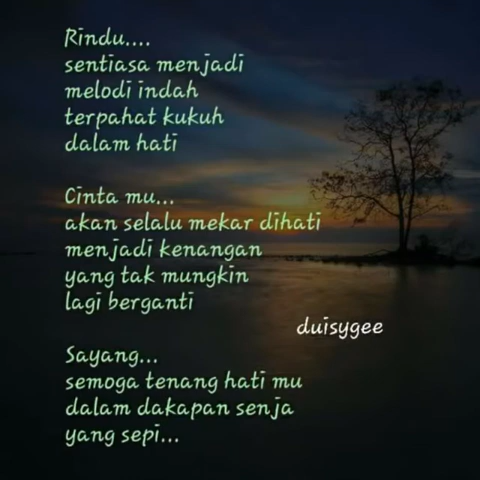 Rindu....
sentiasa menjadi
melodi indah
terpahat kukuh
dalam hati
Cinta mu...
akan selalu mekar dihati
menjadi kenangan
yang tak mungkin
lagi berganti
duisygee
Sayang...
semoga tenang hati mu
dalam dakapan senja
yang sepi...